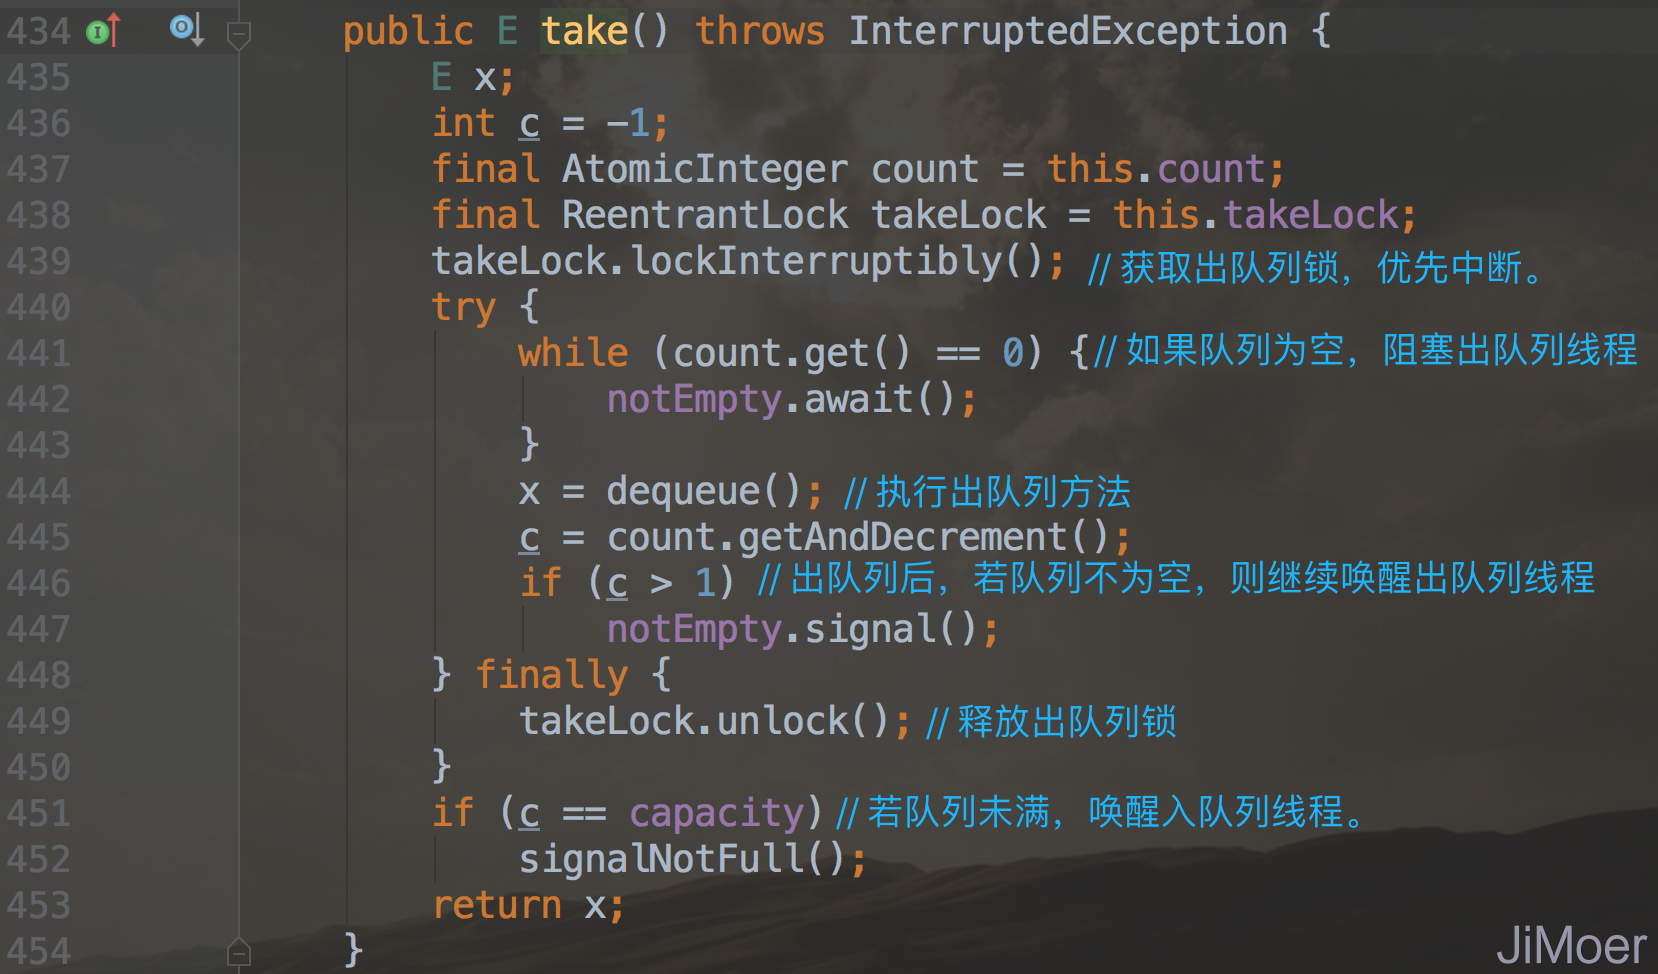 434 public E take() throws InterruptedException {
435 E x;
436 int c = -1;
437 final AtomicInteger count = this.count;
438 final ReentrantLock takeLock = this.takeLock;
439 takeLock.lockInterruptibly(); // 获取出队列锁，优先中断。
440 try {
441 while (count.get() == 0) { // 如果队列为空，阻塞出队列线程
442 notEmpty.await();
443 }
444 x = dequeue(); // 执行出队列方法
445 c = count.getAndDecrement();
446 if (c > 1) // 出队列后，若队列不为空，则继续唤醒出队列线程
447 notEmpty.signal();
448 } finally {
449 takeLock.unlock(); // 释放出队列锁
450 }
451 if (c == capacity) // 若队列未满，唤醒入队列线程。
452 signalNotFull();
453 return x;
454 }
JiMoer